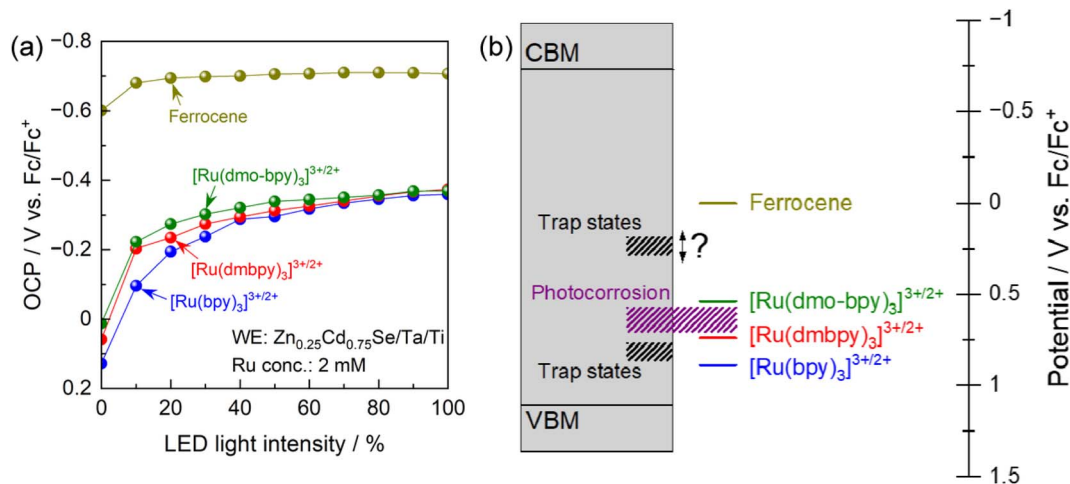 (a)
−0.8
−0.6
−0.4
−0.2
0
0.2
OCP / V vs. Fc/Fc⁺
Ferrocene
[Ru(dmo-bpy)₃]³⁺/²⁺
[Ru(dmbpy)₃]³⁺/²⁺
[Ru(bpy)₃]³⁺/²⁺
WE: Zn₀.₂₅Cd₀.₇₅Se/Ta/Ti
Ru conc.: 2 mM
0 20 40 60 80 100
LED light intensity / %
(b)
CBM
Trap states
?
Photocorrosion
Trap states
VBM
Ferrocene
[Ru(dmo-bpy)₃]³⁺/²⁺
[Ru(dmbpy)₃]³⁺/²⁺
[Ru(bpy)₃]³⁺/²⁺
−1
−0.5
0
0.5
1
1.5
Potential / V vs. Fc/Fc⁺